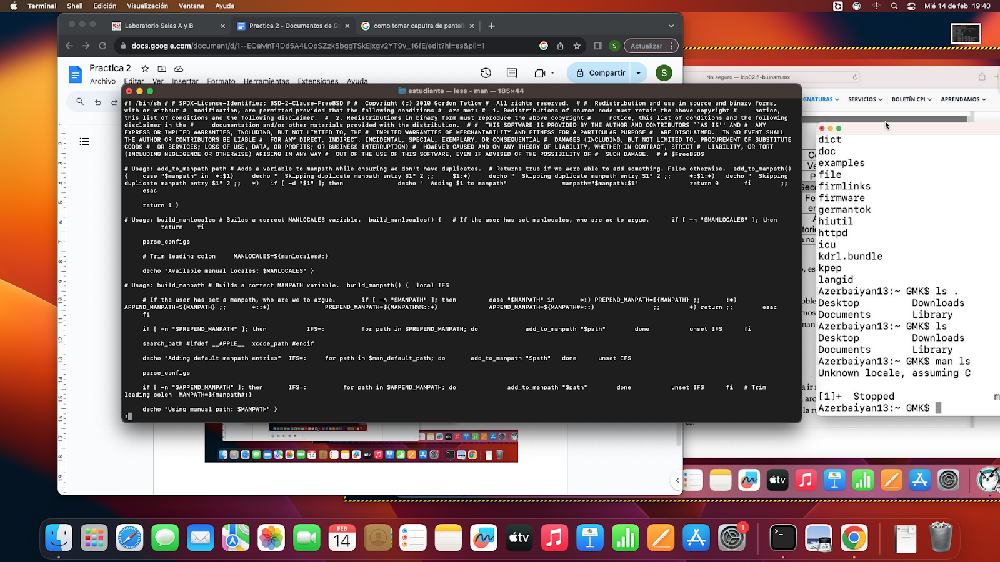 Terminal Shell Edición Visualización Ventana Ayuda Mié 14 de feb 19:40
Laboratorio Salas A y B Practica 2 - Documentos de Go como tomar caputra de pantall
docs.google.com/document/d/1--EOaMnT4Dd5A4LOoSZzk5bggTSkEjxgv2YT9v_16fE/edit?hl=es&pli=1 S Actualizar
Practica 2
Archivo Editar Ver Insertar Formato Herramientas Extensiones Ayuda
Compartir S
No seguro — lcp02.fi-b.unam.mx
IGNATURAS SERVICIOS BOLETÍN CPI APRENDAMOS
estudiante — less ◂ man — 185×44
#! /bin/sh # # SPDX-License-Identifier: BSD-2-Clause-FreeBSD # # Copyright (c) 2010 Gordon Tetlow # All rights reserved. # # Redistribution and use in source and binary forms,
with or without # modification, are permitted provided that the following conditions # are met: # 1. Redistributions of source code must retain the above copyright # notice,
this list of conditions and the following disclaimer. # 2. Redistributions in binary form must reproduce the above copyright # notice, this list of conditions and the following
disclaimer in the # documentation and/or other materials provided with the distribution. # # THIS SOFTWARE IS PROVIDED BY THE AUTHOR AND CONTRIBUTORS ``AS IS'' AND # ANY
EXPRESS OR IMPLIED WARRANTIES, INCLUDING, BUT NOT LIMITED TO, THE # IMPLIED WARRANTIES OF MERCHANTABILITY AND FITNESS FOR A PARTICULAR PURPOSE # ARE DISCLAIMED. IN NO EVENT SHALL
THE AUTHOR OR CONTRIBUTORS BE LIABLE # FOR ANY DIRECT, INDIRECT, INCIDENTAL, SPECIAL, EXEMPLARY, OR CONSEQUENTIAL # DAMAGES (INCLUDING, BUT NOT LIMITED TO, PROCUREMENT OF SUBSTITUTE
GOODS # OR SERVICES; LOSS OF USE, DATA, OR PROFITS; OR BUSINESS INTERRUPTION) # HOWEVER CAUSED AND ON ANY THEORY OF LIABILITY, WHETHER IN CONTRACT, STRICT # LIABILITY, OR TORT
(INCLUDING NEGLIGENCE OR OTHERWISE) ARISING IN ANY WAY # OUT OF THE USE OF THIS SOFTWARE, EVEN IF ADVISED OF THE POSSIBILITY OF # SUCH DAMAGE. # # $FreeBSD$
# Usage: add_to_manpath path # Adds a variable to manpath while ensuring we don't have duplicates. # Returns true if we were able to add something. False otherwise. add_to_manpath()
{ case "$manpath" in *:$1) decho " Skipping duplicate manpath entry $1" 2 ;; $1:*) decho " Skipping duplicate manpath entry $1" 2 ;; *:$1:*) decho " Skipping
duplicate manpath entry $1" 2 ;; *) if [ -d "$1" ]; then decho " Adding $1 to manpath" manpath="$manpath:$1" return 0 fi ;;
esac
return 1 }
# Usage: build_manlocales # Builds a correct MANLOCALES variable. build_manlocales() { # If the user has set manlocales, who are we to argue. if [ -n "$MANLOCALES" ]; then
return fi
parse_configs
# Trim leading colon MANLOCALES=${manlocales#:}
decho "Available manual locales: $MANLOCALES" }
# Usage: build_manpath # Builds a correct MANPATH variable. build_manpath() { local IFS
# If the user has set a manpath, who are we to argue. if [ -n "$MANPATH" ]; then case "$MANPATH" in *:) PREPEND_MANPATH=${MANPATH} ;; :*)
APPEND_MANPATH=${MANPATH} ;; *::*) PREPEND_MANPATH=${MANPATH%%::*} APPEND_MANPATH=${MANPATH#*::} ;; *) return ;; esac
fi
if [ -n "$PREPEND_MANPATH" ]; then IFS=: for path in $PREPEND_MANPATH; do add_to_manpath "$path" done unset IFS fi
search_path #ifdef __APPLE__ xcode_path #endif
decho "Adding default manpath entries" IFS=: for path in $man_default_path; do add_to_manpath "$path" done unset IFS
parse_configs
if [ -n "$APPEND_MANPATH" ]; then IFS=: for path in $APPEND_MANPATH; do add_to_manpath "$path" done unset IFS fi # Trim
leading colon MANPATH=${manpath#:}
decho "Using manual path: $MANPATH" }
:
dict
doc
examples
file
firmlinks
firmware
germantok
hiutil
httpd
icu
kdrl.bundle
kpep
langid
Azerbaiyan13:~ GMK$ ls .
Desktop Downloads
Documents Library
Azerbaiyan13:~ GMK$ ls
Desktop Downloads
Documents Library
Azerbaiyan13:~ GMK$ man ls
Unknown locale, assuming C
[1]+ Stopped m
Azerbaiyan13:~ GMK$
tv
FEB
14
tv
1